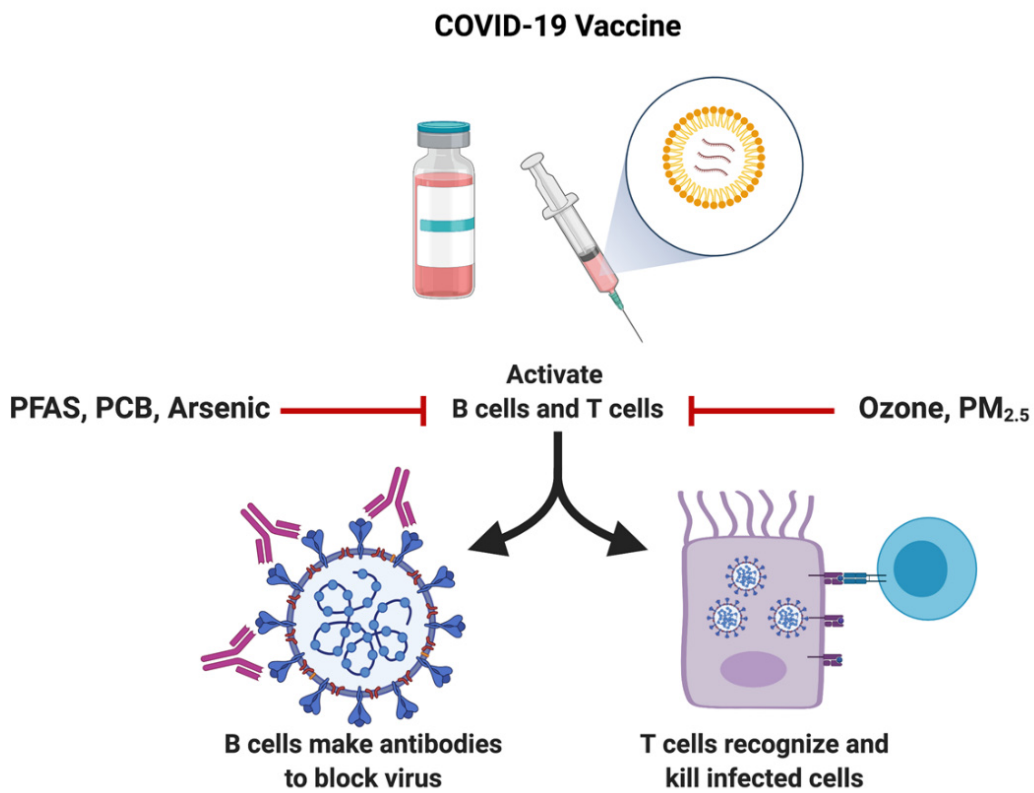 COVID-19 Vaccine
Activate
PFAS, PCB, Arsenic
B cells and T cells
Ozone, PM₂.₅
B cells make antibodies
to block virus
T cells recognize and
kill infected cells